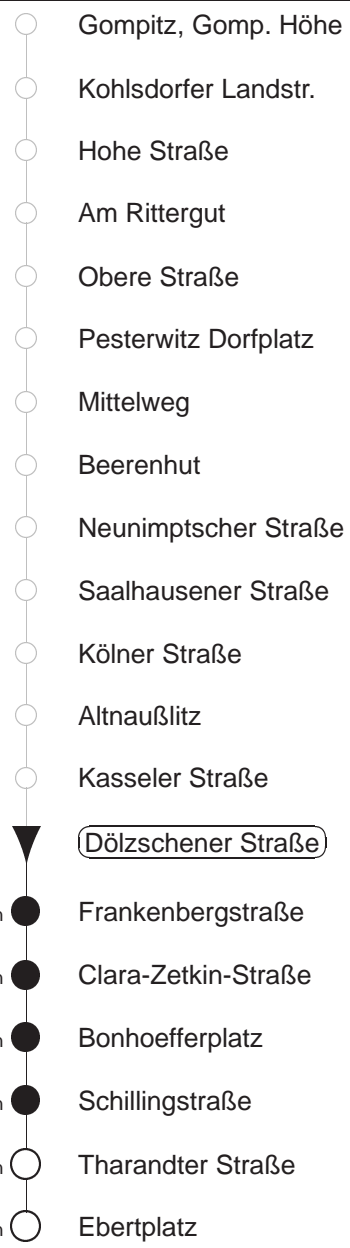 Gompitz, Gomp. Höhe
Kohlsdorfer Landstr.
Hohe Straße
Am Rittergut
Obere Straße
Pesterwitz Dorfplatz
Mittelweg
Beerenhut
Neunimptscher Straße
Saalhausener Straße
Kölner Straße
Altnaußlitz
Kasseler Straße
Dölzschener Straße
Frankenbergstraße
Clara-Zetkin-Straße
Bonhoefferplatz
Schillingstraße
Tharandter Straße
Ebertplatz